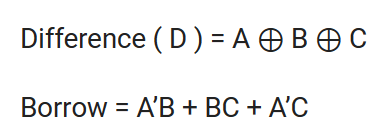 Difference ( D ) = A ⊕ B ⊕ C
Borrow = A’B + BC + A’C